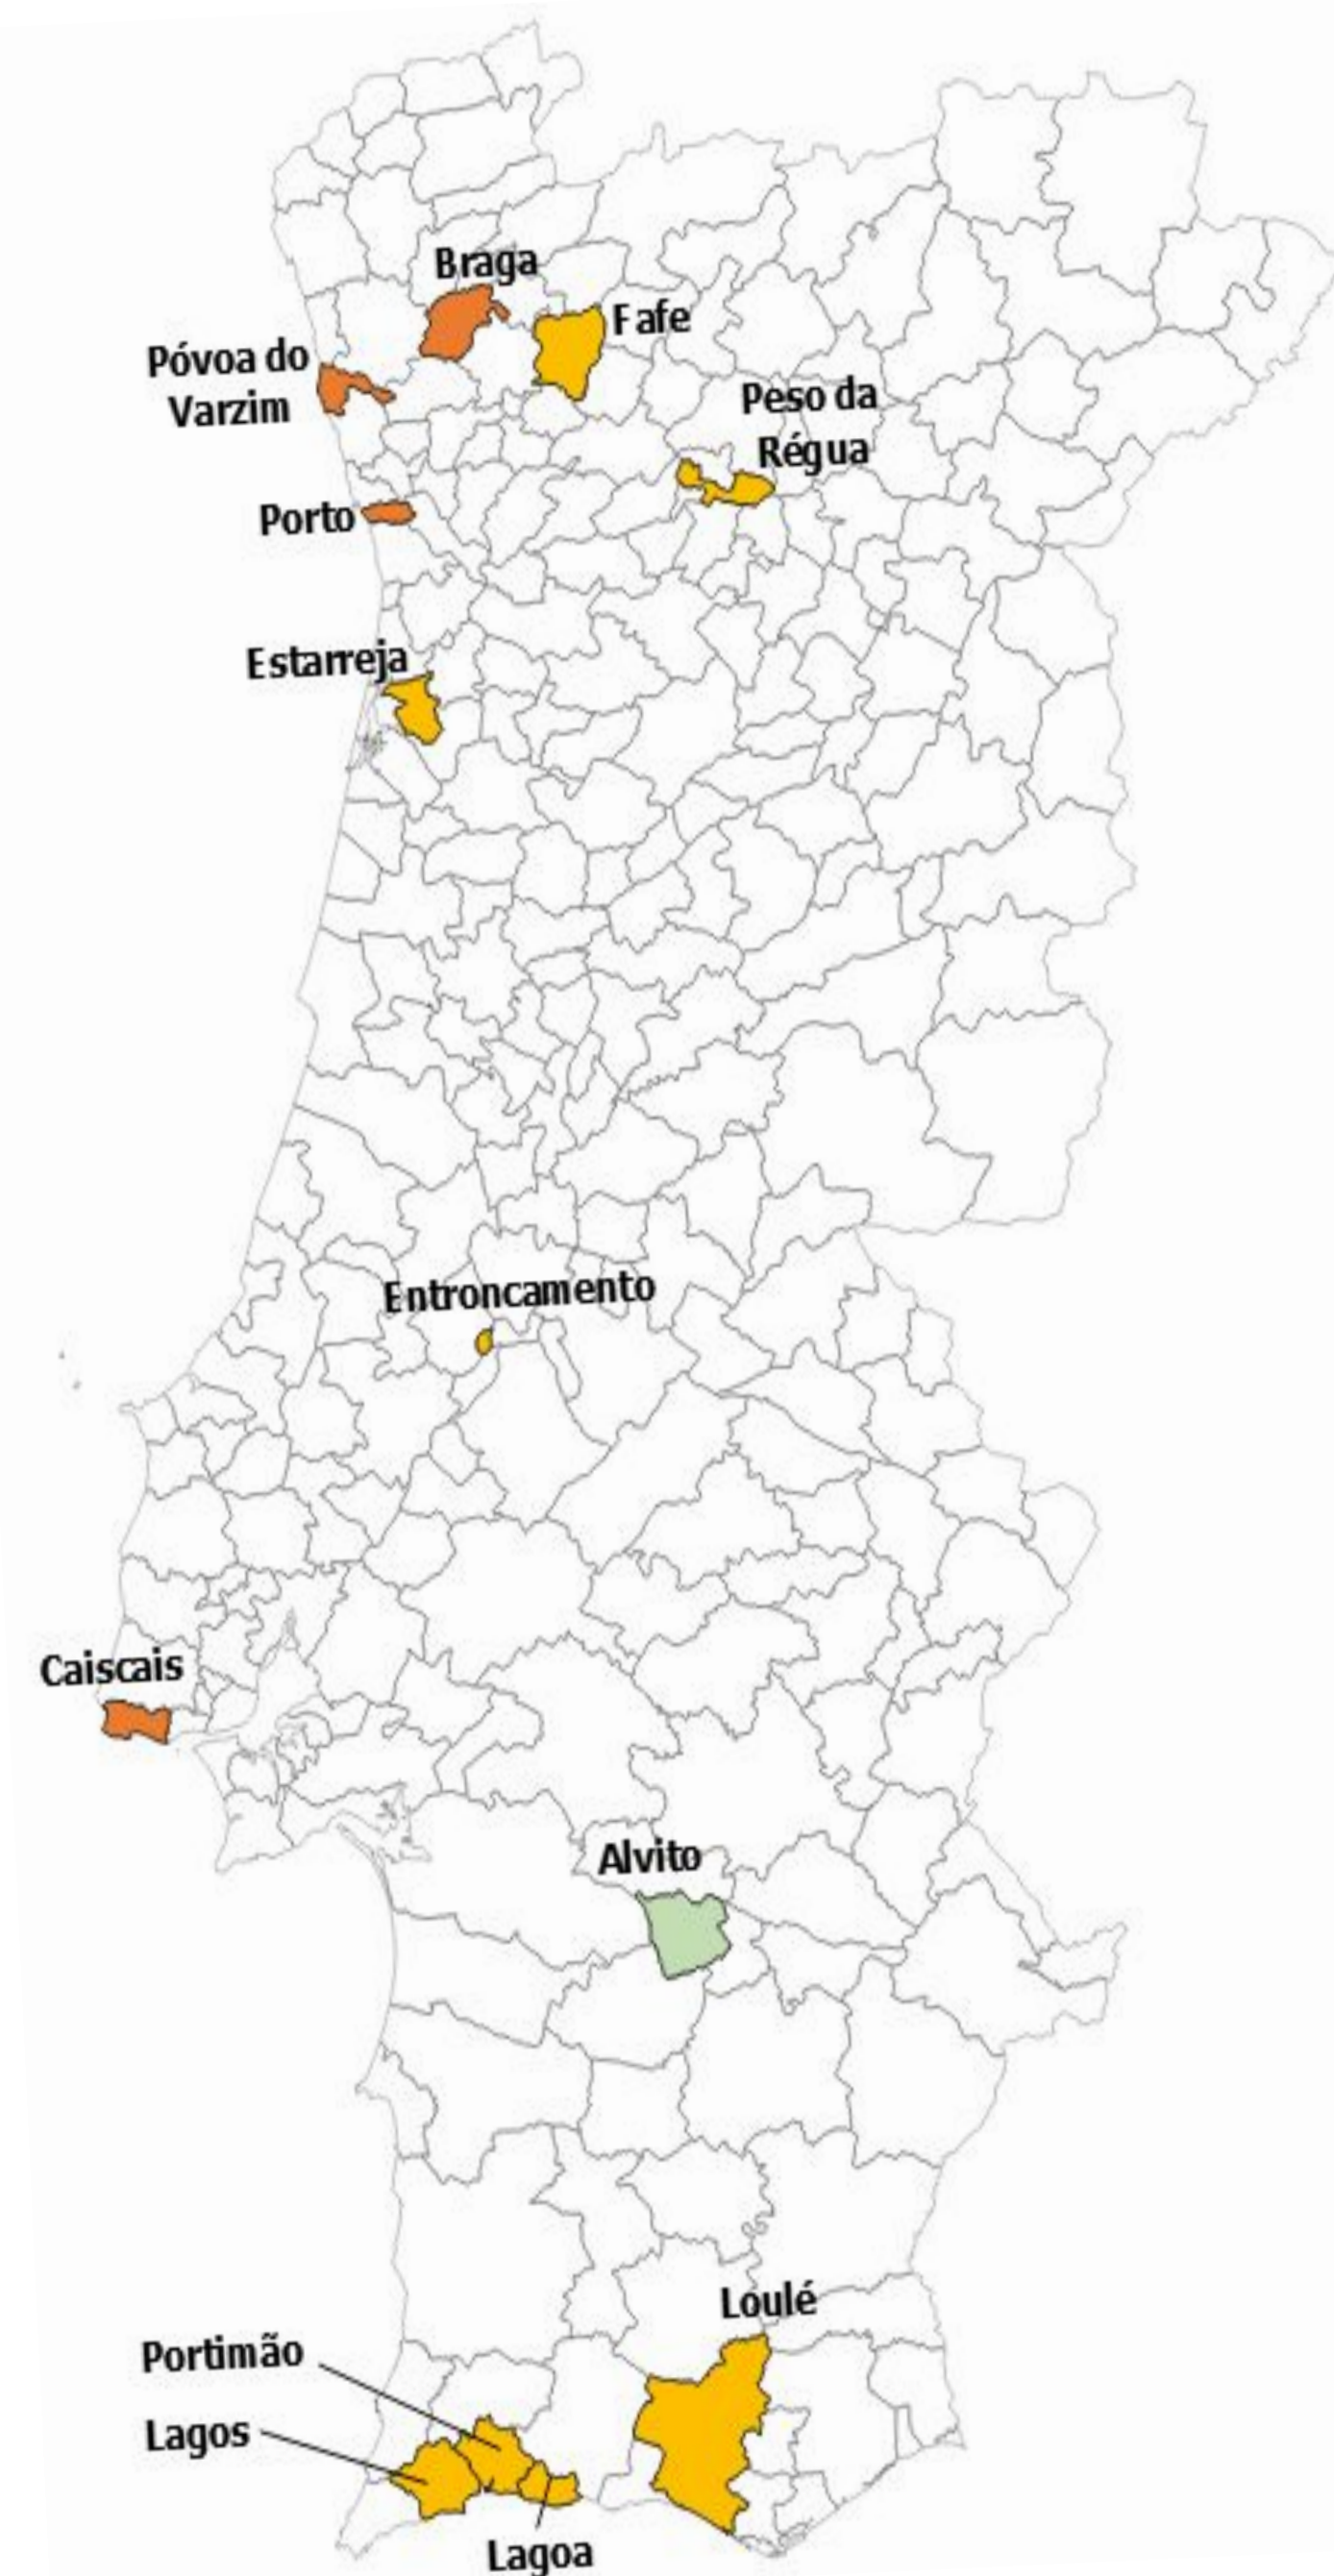 Braga
Fafe
Póvoa do
Varzim
Peso da
Régua
Porto
Estarreja
Entroncamento
Caiscais
Alvito
Loulé
Portimão
Lagos
Lagoa